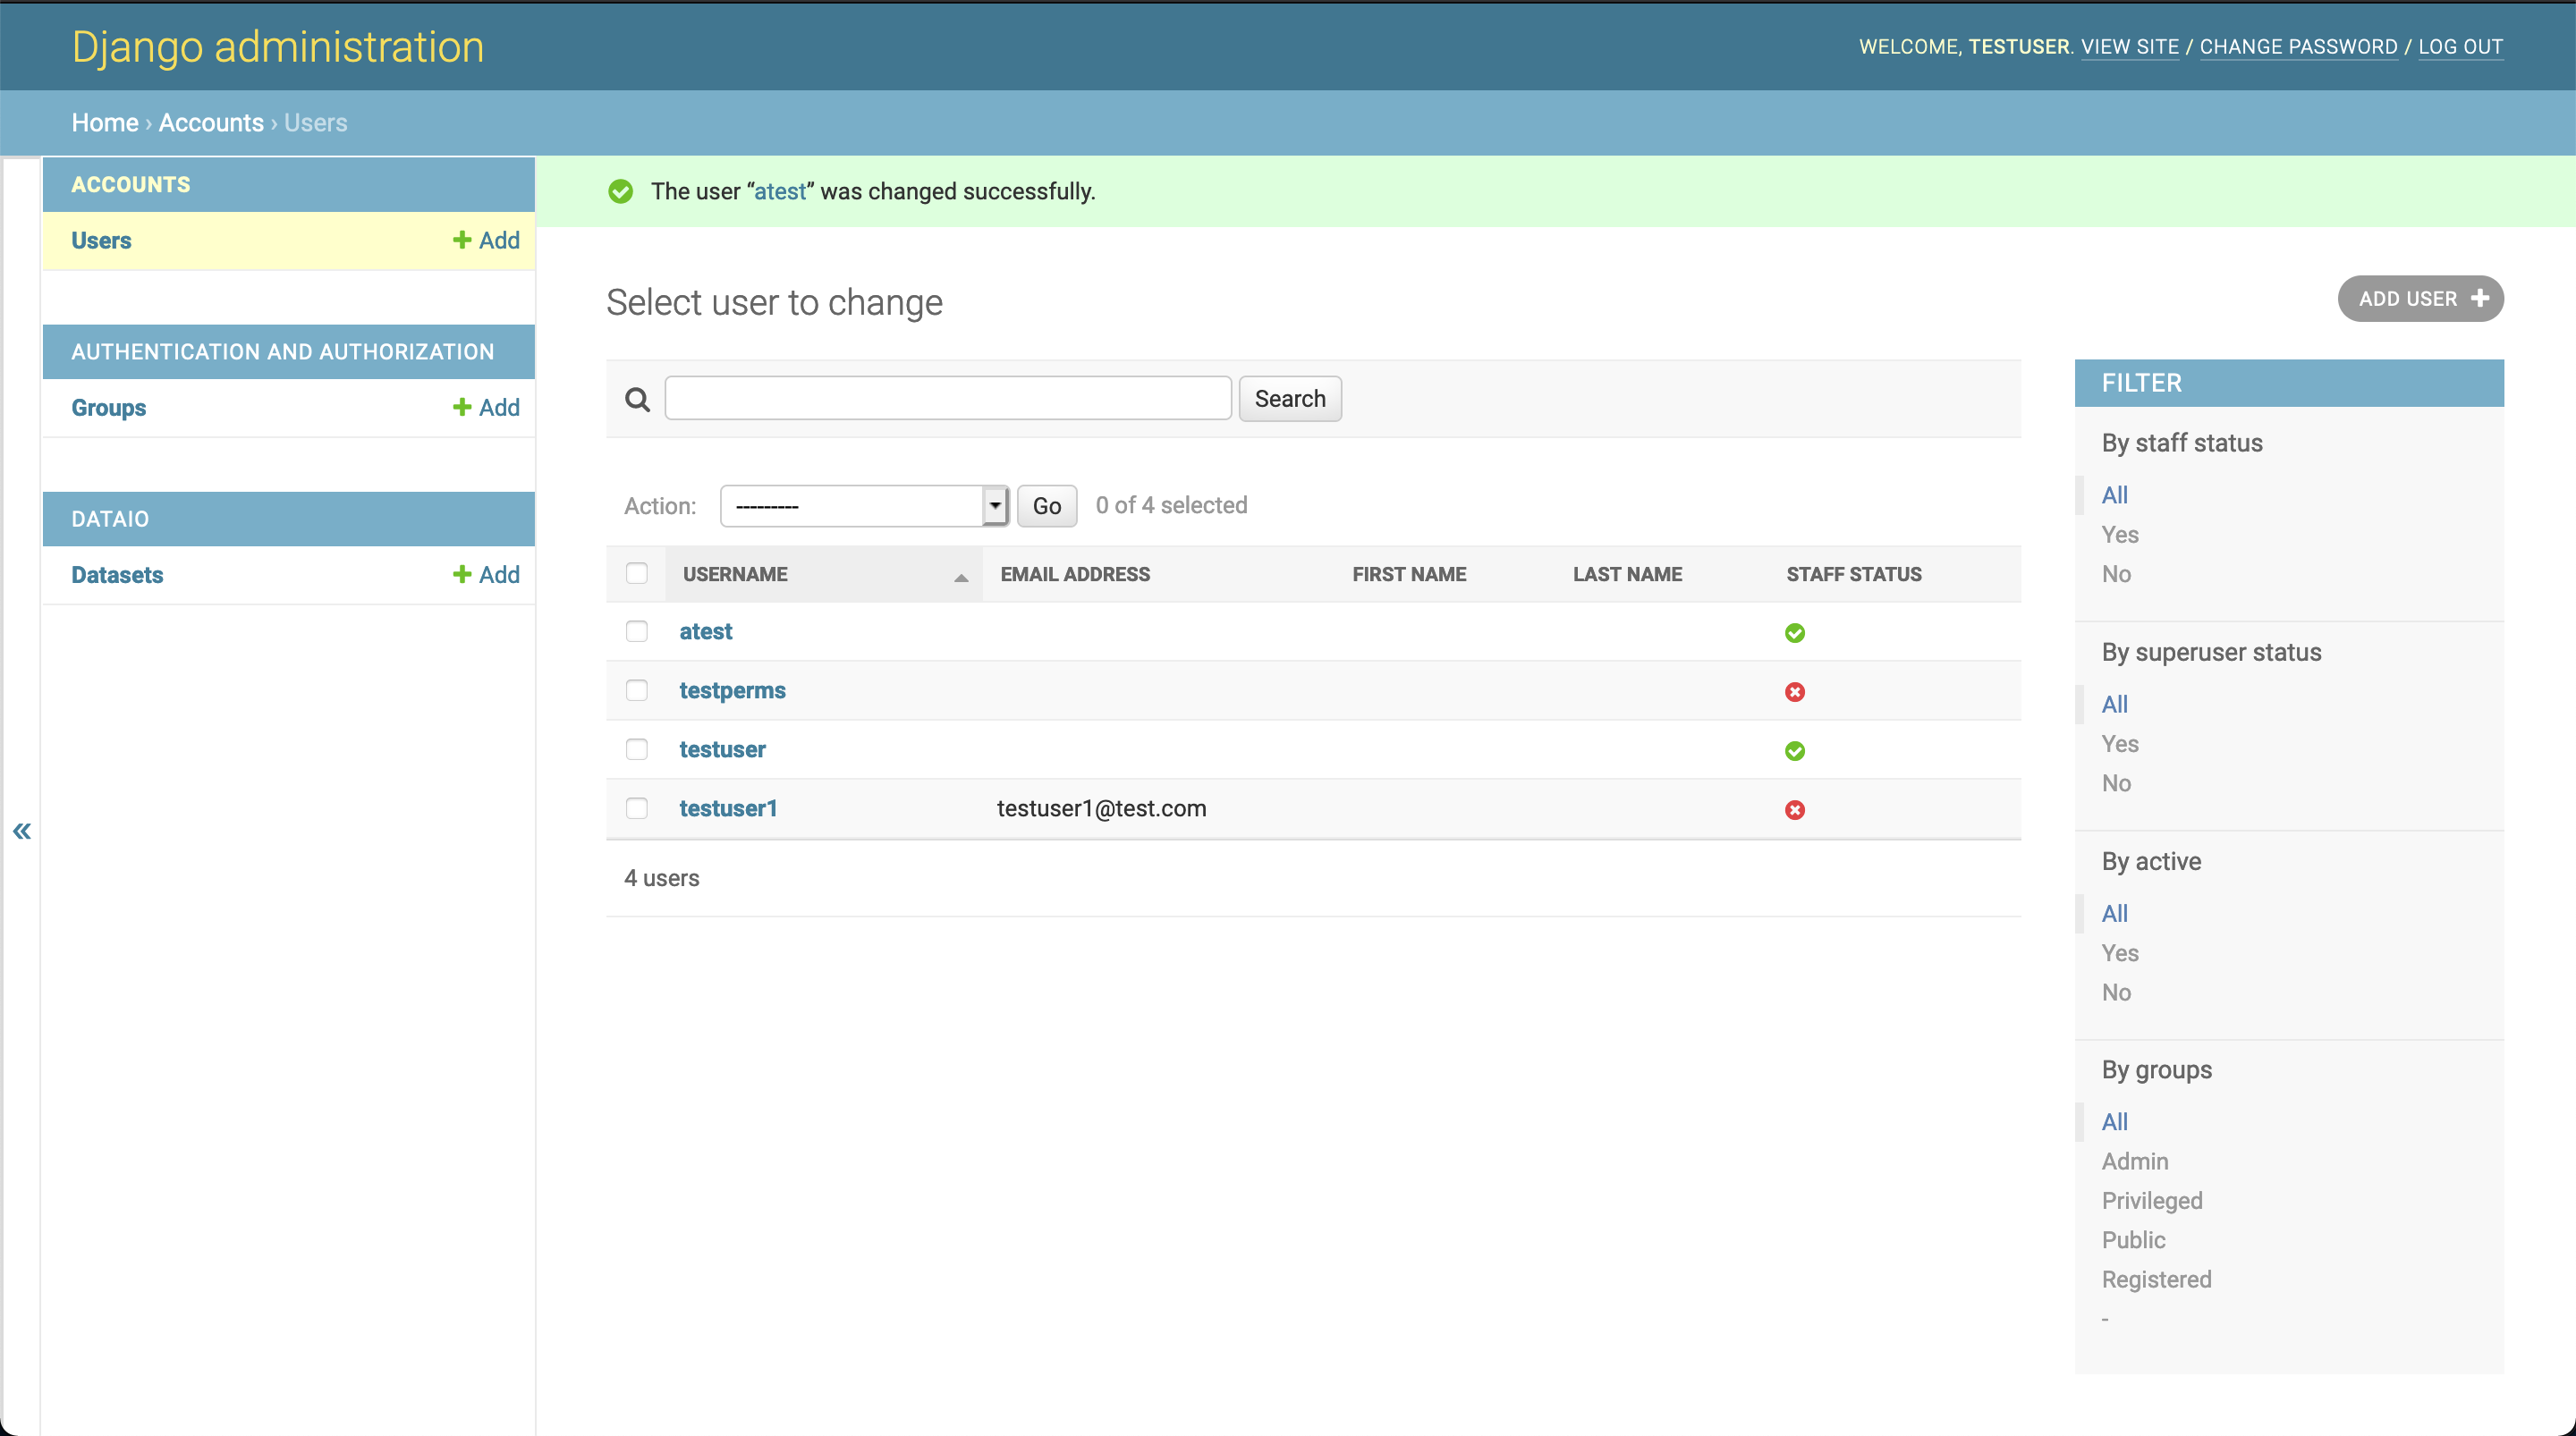 Django administration
WELCOME, TESTUSER. VIEW SITE / CHANGE PASSWORD / LOG OUT
Home › Accounts › Users
ACCOUNTS
Users
Add
AUTHENTICATION AND AUTHORIZATION
Groups
Add
DATAIO
Datasets
Add
«
The user “atest” was changed successfully.
Select user to change
ADD USER
Search
Action:
---------
Go
0 of 4 selected
USERNAME EMAIL ADDRESS FIRST NAME LAST NAME STAFF STATUS
atest
testperms
testuser
testuser1 testuser1@test.com
4 users
FILTER
By staff status
All
Yes
No
By superuser status
All
Yes
No
By active
All
Yes
No
By groups
All
Admin
Privileged
Public
Registered
-